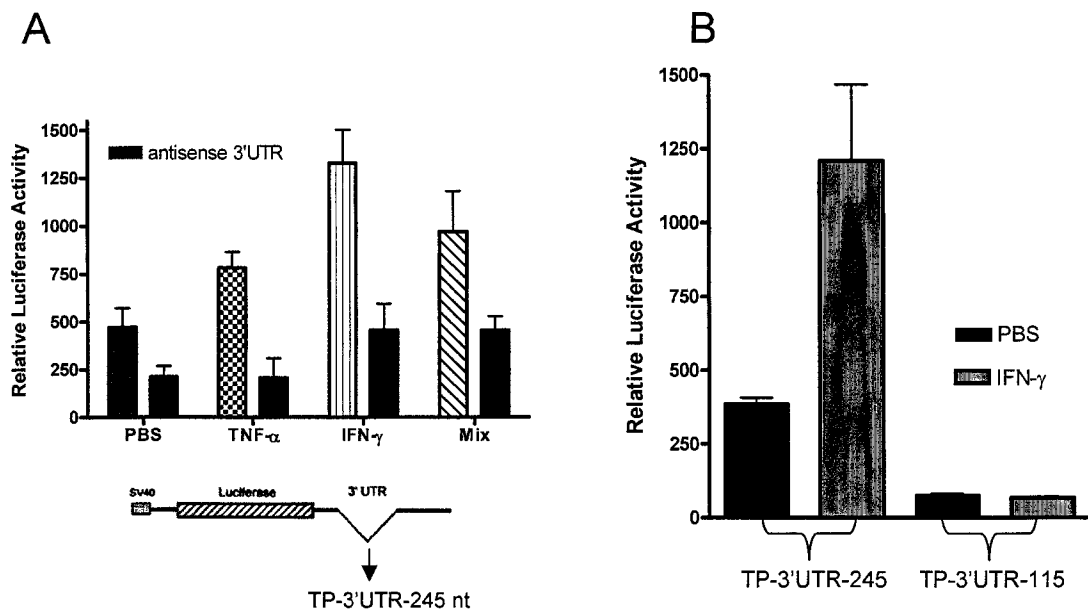 A
Relative Luciferase Activity
1500
1250
1000
750
500
250
0
antisense 3'UTR
PBS
TNF-α
IFN-γ
Mix
SV40
Luciferase
3' UTR
TP-3'UTR-245 nt
B
Relative Luciferase Activity
1500
1250
1000
750
500
250
0
PBS
IFN-γ
TP-3'UTR-245
TP-3'UTR-115